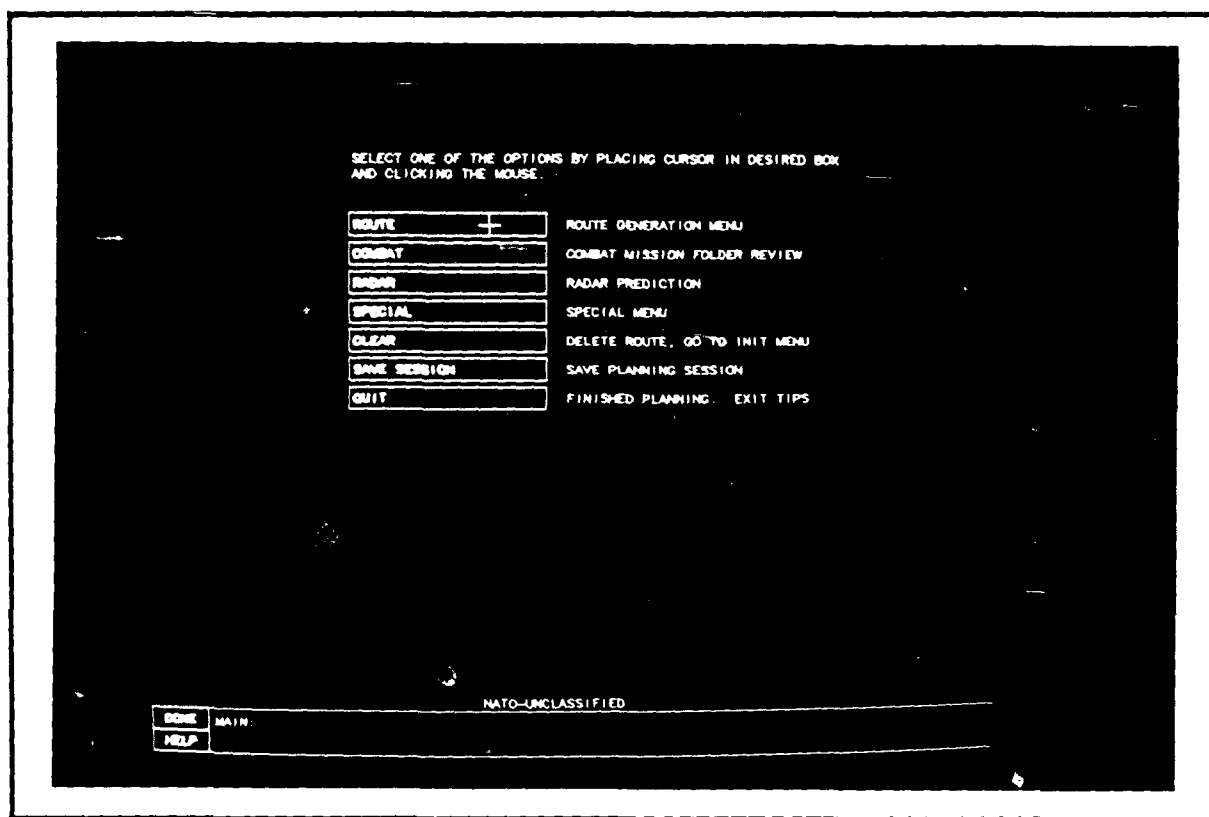 SELECT ONE OF THE OPTIONS BY PLACING CURSOR IN DESIRED BOX
AND CLICKING THE MOUSE.
ROUTE ROUTE GENERATION MENU
COMBAT COMBAT MISSION FOLDER REVIEW
RADAR RADAR PREDICTION
SPECIAL SPECIAL MENU
CLEAR DELETE ROUTE, GO TO INIT MENU
SAVE SESSION SAVE PLANNING SESSION
QUIT FINISHED PLANNING. EXIT TIPS
NATO-UNCLASSIFIED
DONE MAIN:
HELP